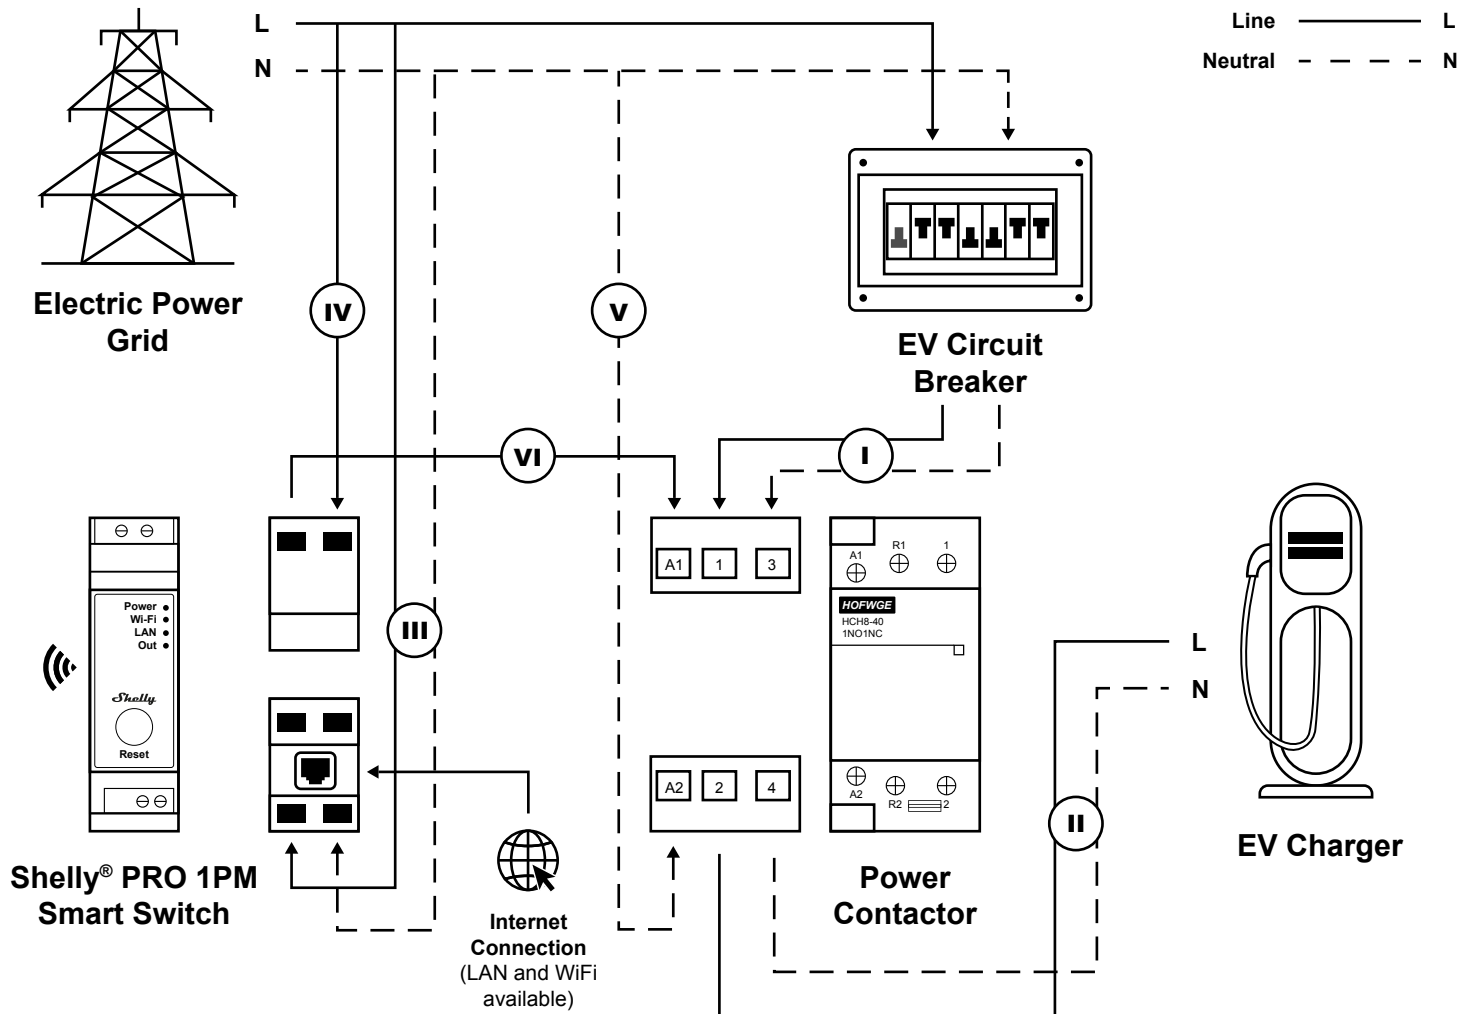 L
N
Line
L
Neutral
N
Electric Power
Grid
IV
V
EV Circuit
Breaker
VI
I
A1
1
3
A1
R1
1
HOFWGE
HCH8-40
1NO1NC
Power
Wi-Fi
LAN
Out
Shelly
Reset
III
L
N
A2
2
4
A2
R2
2
II
Shelly® PRO 1PM
Smart Switch
Internet
Connection
(LAN and WiFi
available)
Power
Contactor
EV Charger